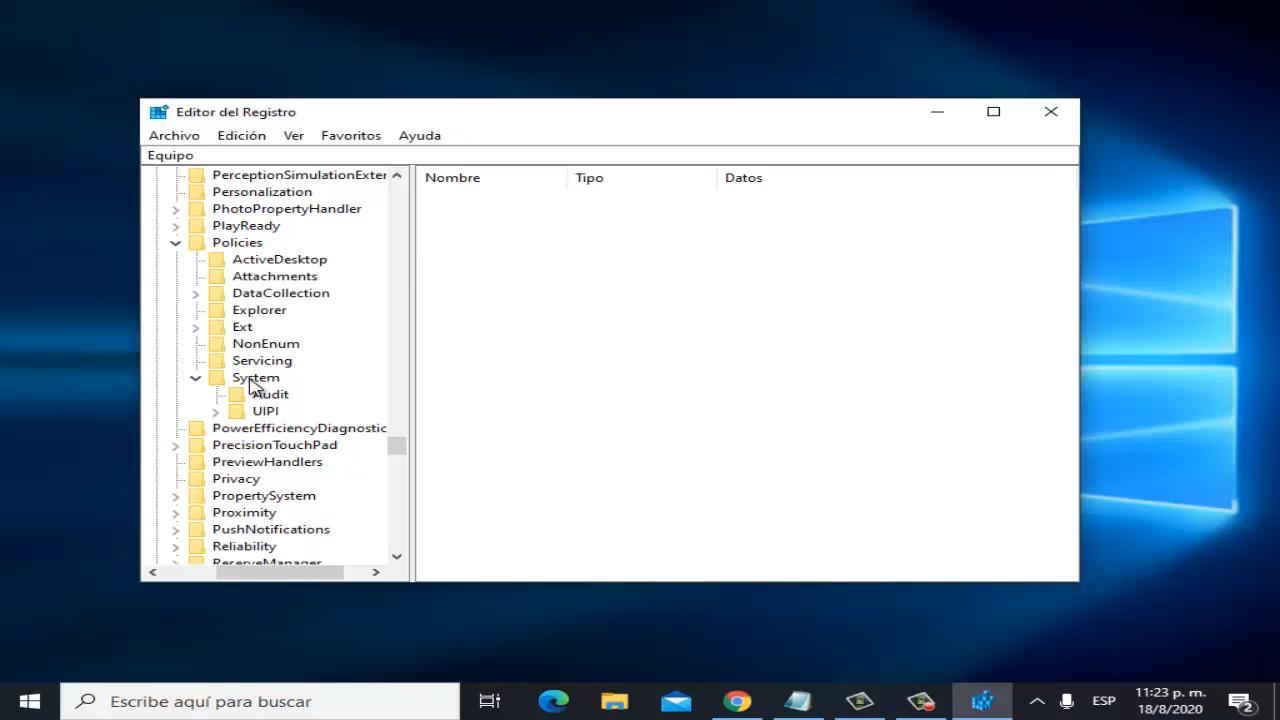 Editor del Registro
Archivo Edición Ver Favoritos Ayuda
Equipo
Nombre Tipo Datos
PerceptionSimulationExter
Personalization
PhotoPropertyHandler
PlayReady
Policies
ActiveDesktop
Attachments
DataCollection
Explorer
Ext
NonEnum
Servicing
System
Audit
UIPI
PowerEfficiencyDiagnostic
PrecisionTouchPad
PreviewHandlers
Privacy
PropertySystem
Proximity
PushNotifications
Reliability
ReserveManager
Escribe aquí para buscar
ESP
11:23 p. m.
18/8/2020
2